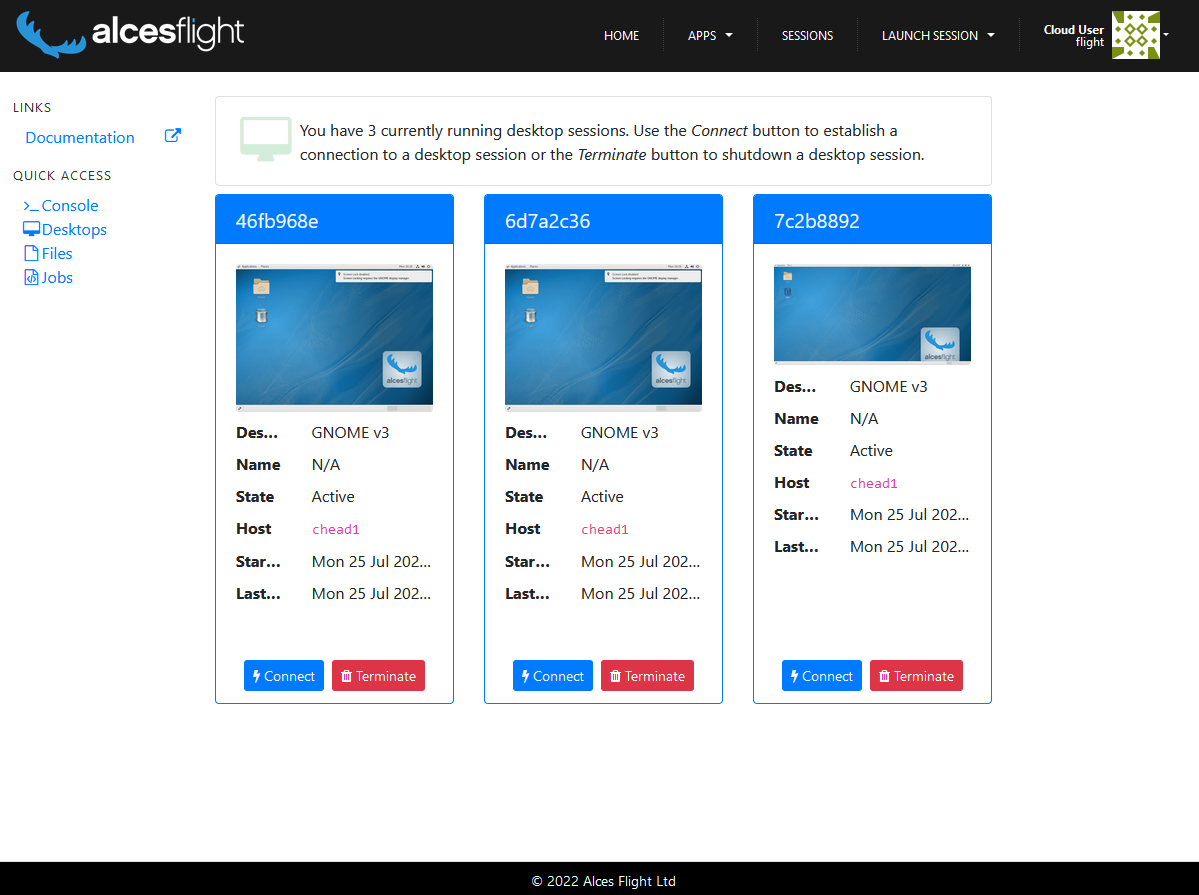 alcesflight
HOME
APPS
SESSIONS
LAUNCH SESSION
Cloud User
flight
LINKS
Documentation
QUICK ACCESS
Console
Desktops
Files
Jobs
You have 3 currently running desktop sessions. Use the Connect button to establish a
connection to a desktop session or the Terminate button to shutdown a desktop session.
46fb968e
alcesflight
Des... GNOME v3
Name N/A
State Active
Host chead1
Star... Mon 25 Jul 202...
Last... Mon 25 Jul 202...
Connect Terminate
6d7a2c36
alcesflight
Des... GNOME v3
Name N/A
State Active
Host chead1
Star... Mon 25 Jul 202...
Last... Mon 25 Jul 202...
Connect Terminate
7c2b8892
alcesflight
Des... GNOME v3
Name N/A
State Active
Host chead1
Star... Mon 25 Jul 202...
Last... Mon 25 Jul 202...
Connect Terminate
© 2022 Alces Flight Ltd